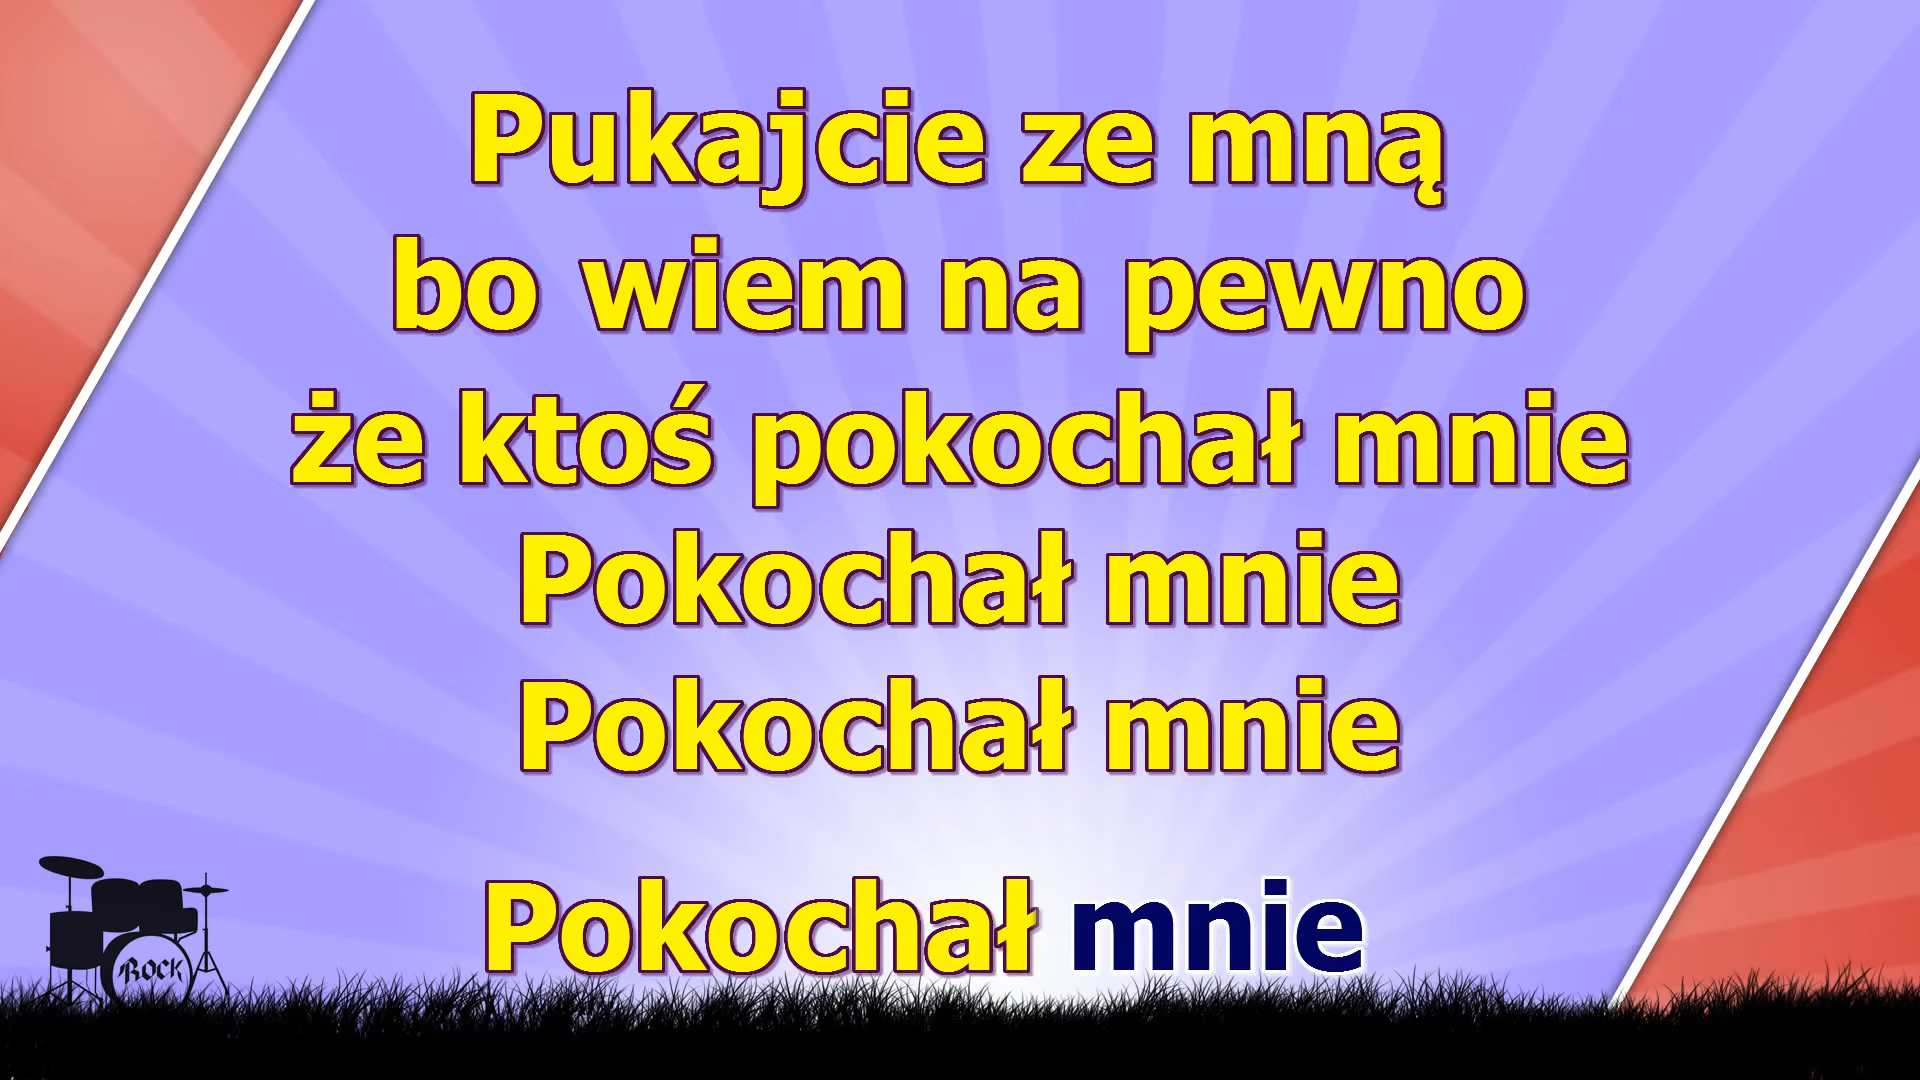 Pukajcie ze mną
bo wiem na pewno
że ktoś pokochał mnie
Pokochał mnie
Pokochał mnie
Pokochał mnie
ROCK